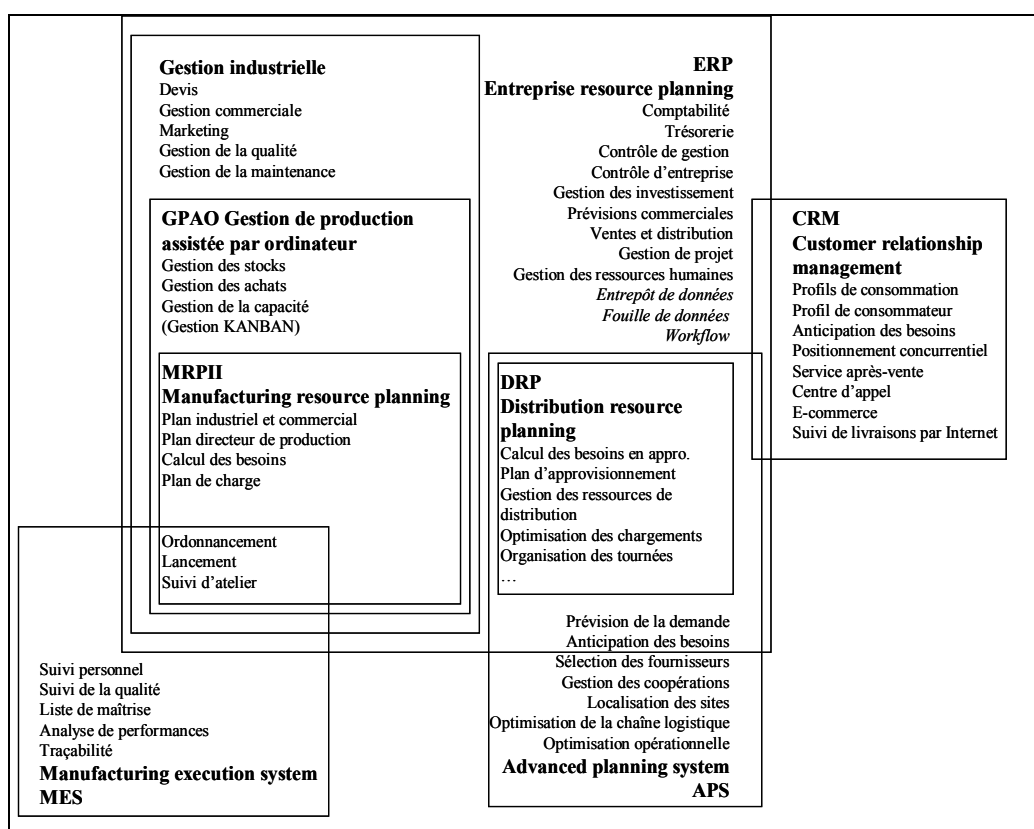 Gestion industrielle
Devis
Gestion commerciale
Marketing
Gestion de la qualité
Gestion de la maintenance
ERP
Entreprise resource planning
Comptabilité
Trésorerie
Contrôle de gestion
Contrôle d’entreprise
Gestion des investissement
Prévisions commerciales
Ventes et distribution
Gestion de projet
Gestion des ressources humaines
Entrepôt de données
Fouille de données
Workflow
GPAO Gestion de production
assistée par ordinateur
Gestion des stocks
Gestion des achats
Gestion de la capacité
(Gestion KANBAN)
CRM
Customer relationship
management
Profils de consommation
Profil de consommateur
Anticipation des besoins
Positionnement concurrentiel
Service après-vente
Centre d’appel
E-commerce
Suivi de livraisons par Internet
MRPII
Manufacturing resource planning
Plan industriel et commercial
Plan directeur de production
Calcul des besoins
Plan de charge
Ordonnancement
Lancement
Suivi d’atelier
DRP
Distribution resource
planning
Calcul des besoins en appro.
Plan d’approvisionnement
Gestion des ressources de
distribution
Optimisation des chargements
Organisation des tournées
…
Suivi personnel
Suivi de la qualité
Liste de maîtrise
Analyse de performances
Traçabilité
Manufacturing execution system
MES
Prévision de la demande
Anticipation des besoins
Sélection des fournisseurs
Gestion des coopérations
Localisation des sites
Optimisation de la chaîne logistique
Optimisation opérationnelle
Advanced planning system
APS